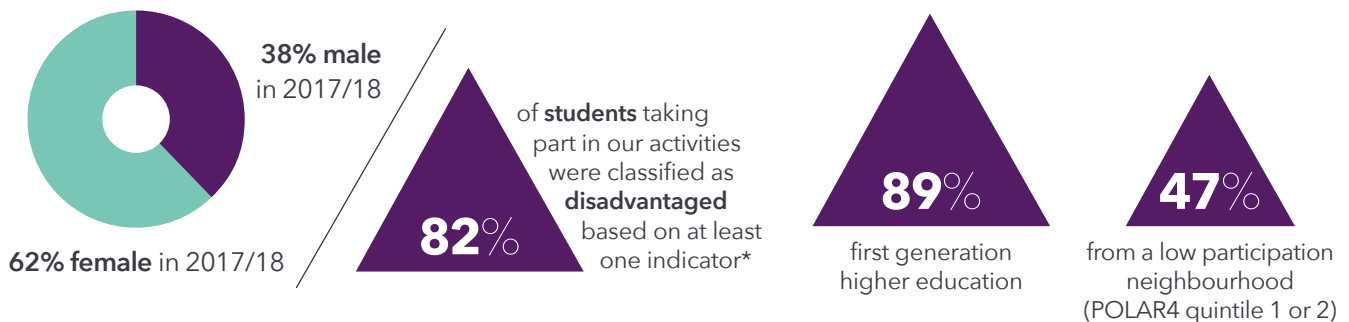 38% male
in 2017/18
62% female in 2017/18
82%
of students taking
part in our activities
were classified as
disadvantaged
based on at least
one indicator*
89%
first generation
higher education
47%
from a low participation
neighbourhood
(POLAR4 quintile 1 or 2)